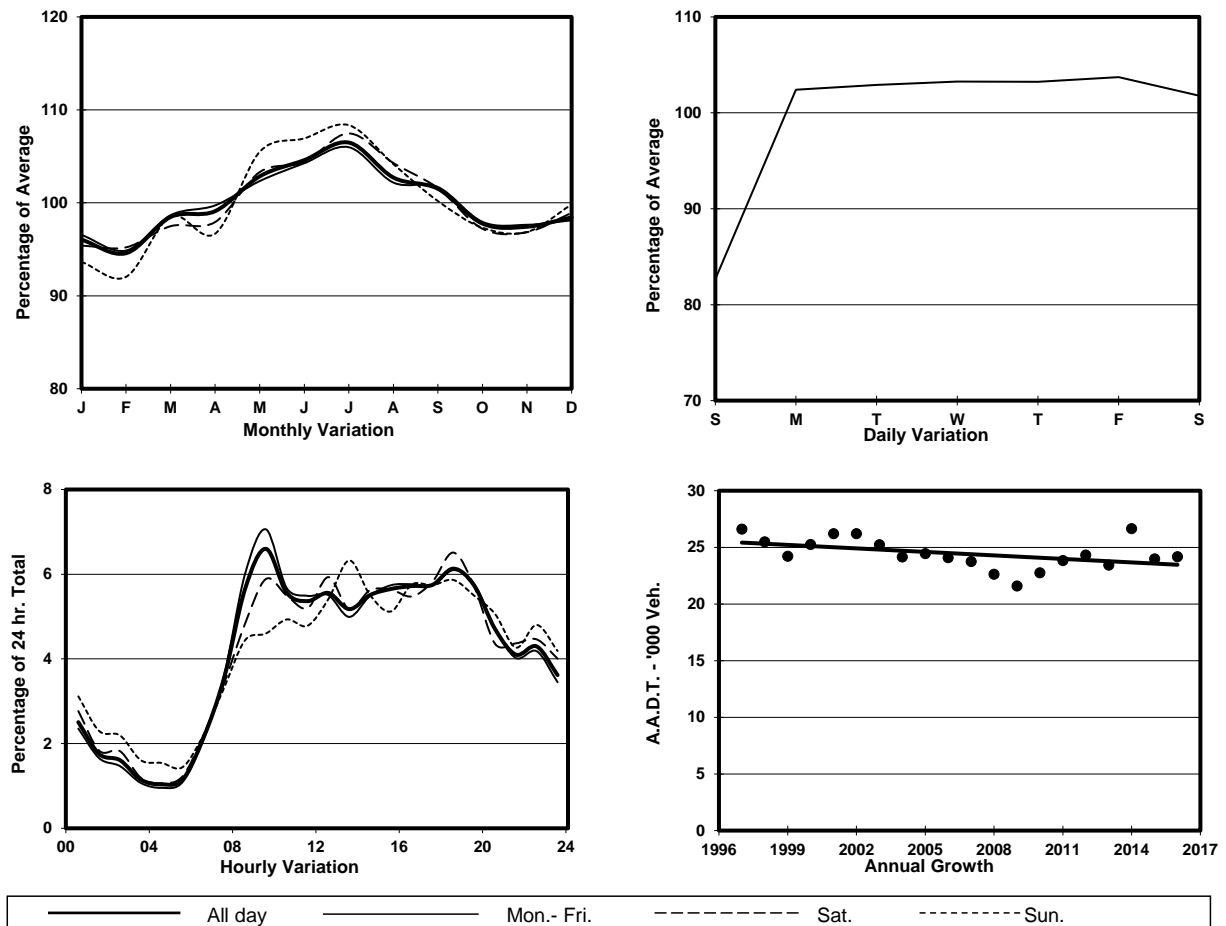 120
110
100
90
80
Percentage of Average
J F M A M J J A S O N D
Monthly Variation
110
100
90
80
70
Percentage of Average
S M T W T F S
Daily Variation
8
6
4
2
0
Percentage of 24 hr. Total
00 04 08 12 16 20 24
Hourly Variation
30
25
20
15
10
5
0
A.A.D.T. - '000 Veh.
1996 1999 2002 2005 2008 2011 2014 2017
Annual Growth
All day Mon.- Fri. Sat. Sun.